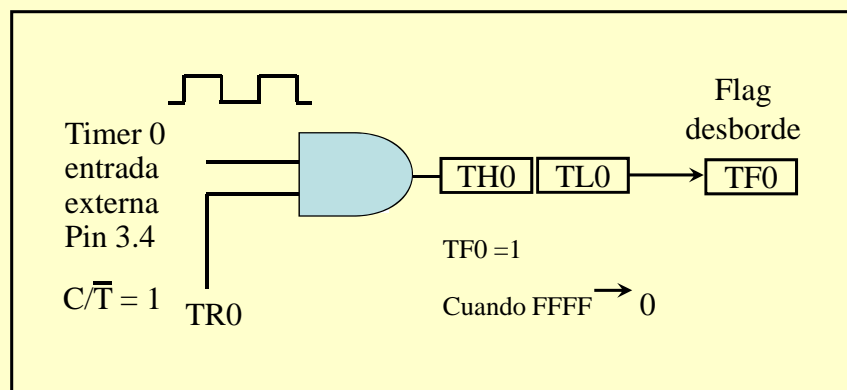 Timer 0
entrada
externa
Pin 3.4
C/T̅ = 1
TR0
TH0
TL0
Flag
desborde
TF0
TF0 =1
Cuando FFFF → 0